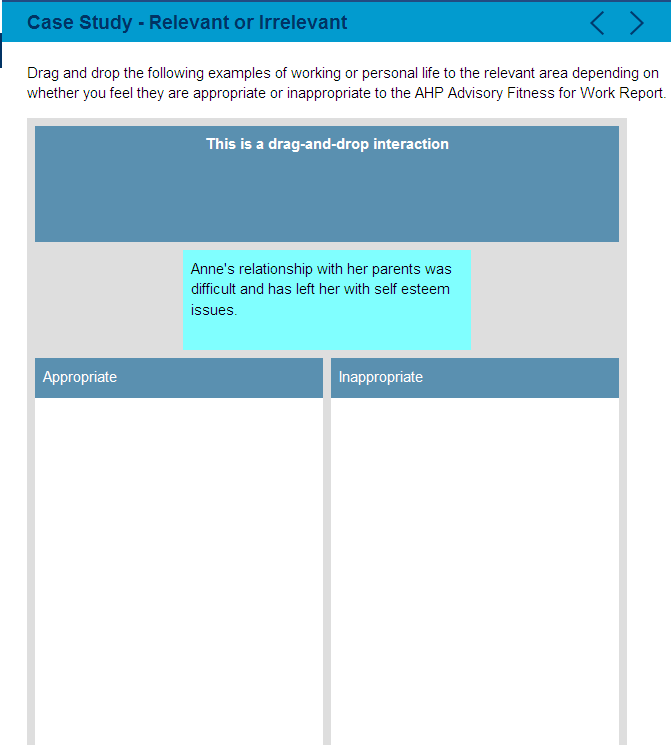 Case Study - Relevant or Irrelevant
Drag and drop the following examples of working or personal life to the relevant area depending on
whether you feel they are appropriate or inappropriate to the AHP Advisory Fitness for Work Report.
This is a drag-and-drop interaction
Anne's relationship with her parents was
difficult and has left her with self esteem
issues.
Appropriate
Inappropriate